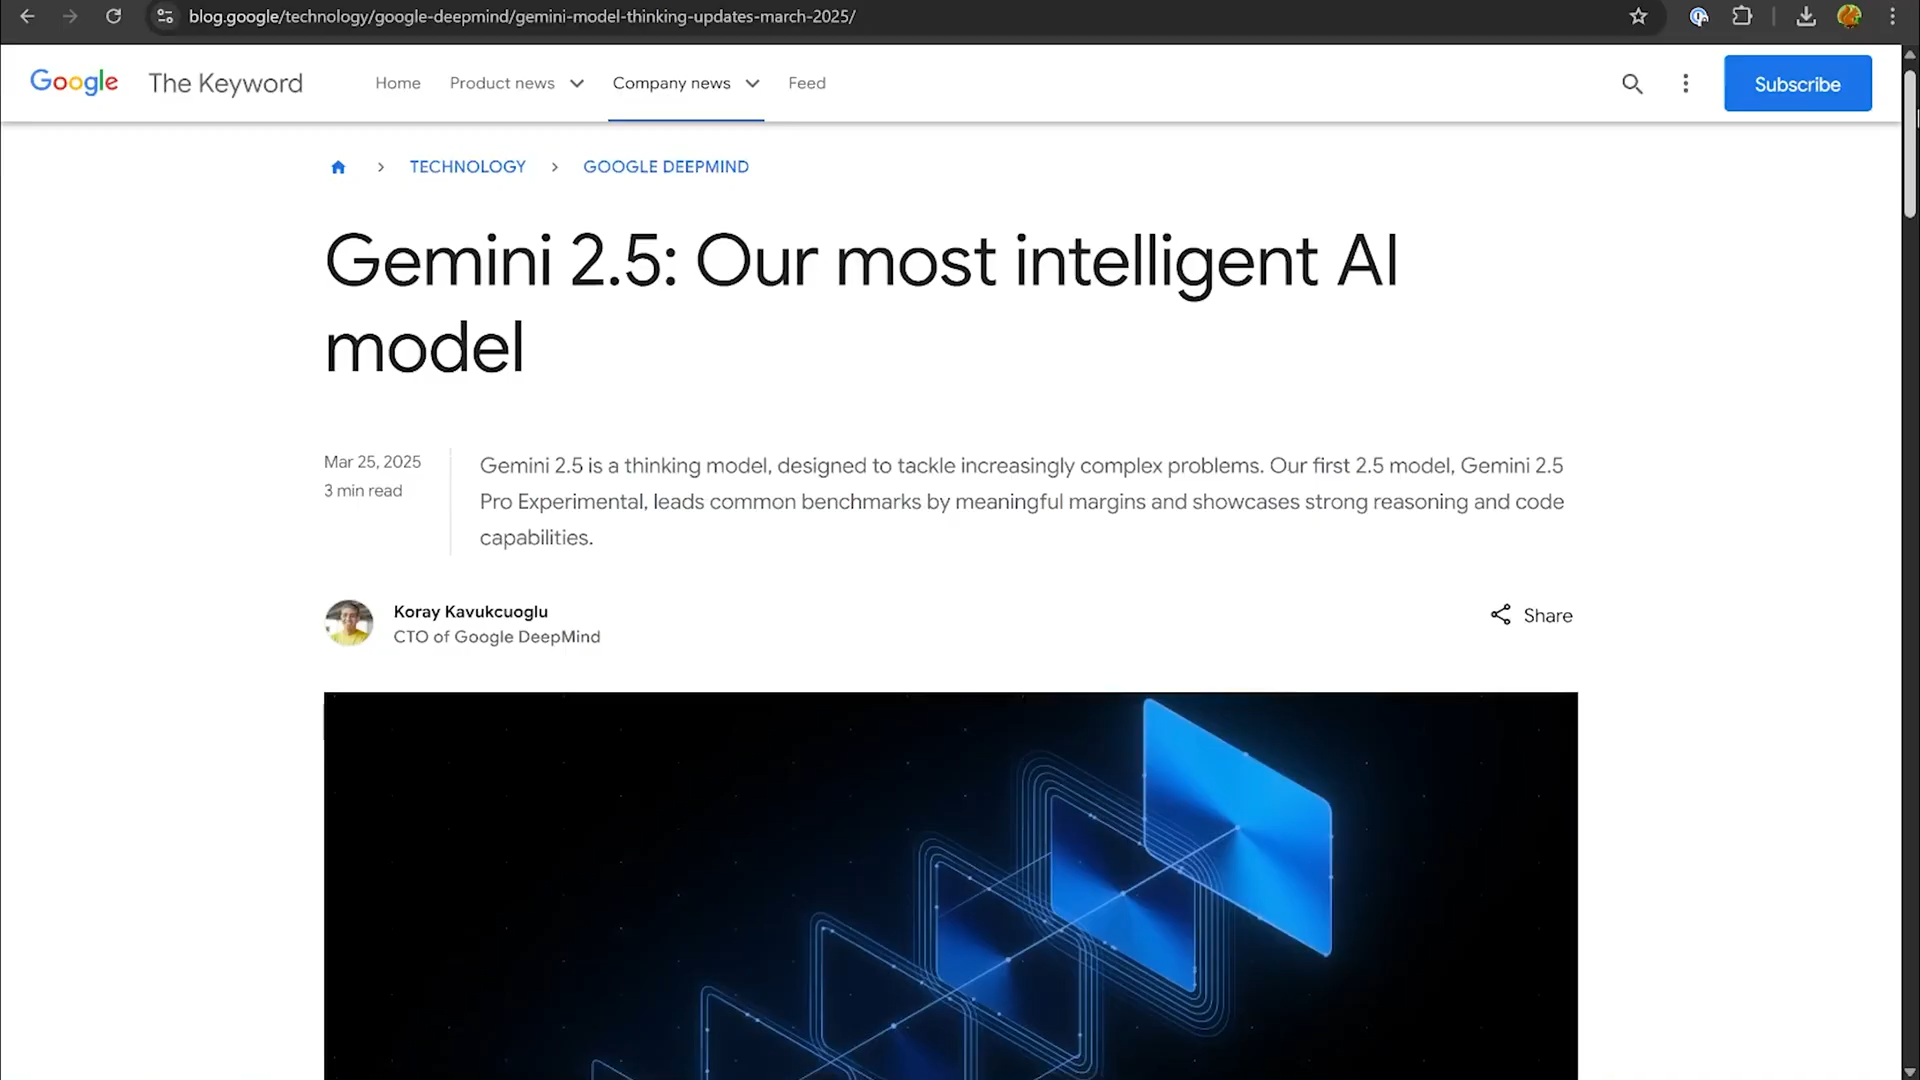 blog.google/technology/google-deepmind/gemini-model-thinking-updates-march-2025/
Google The Keyword Home Product news Company news Feed Subscribe
TECHNOLOGY GOOGLE DEEPMIND
Gemini 2.5: Our most intelligent AI
model
Mar 25, 2025
3 min read
Gemini 2.5 is a thinking model, designed to tackle increasingly complex problems. Our first 2.5 model, Gemini 2.5
Pro Experimental, leads common benchmarks by meaningful margins and showcases strong reasoning and code
capabilities.
Koray Kavukcuoglu
CTO of Google DeepMind
Share